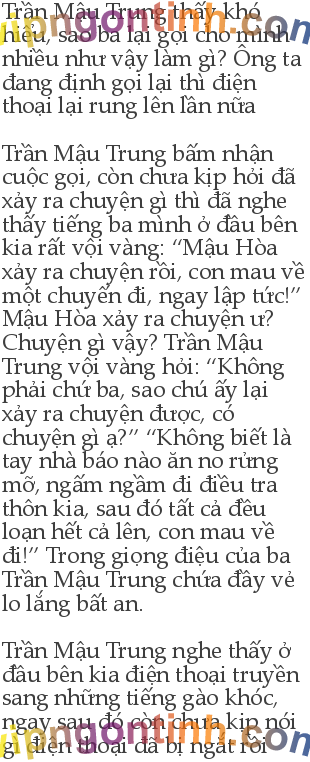 Trần Mậu Trung thấy khó
hiểu, sao ba lại gọi cho mình
nhiều như vậy làm gì? Ông ta
đang định gọi lại thì điện
thoại lại rung lên lần nữa
Trần Mậu Trung bấm nhận
cuộc gọi, còn chưa kịp hỏi đã
xảy ra chuyện gì thì đã nghe
thấy tiếng ba mình ở đầu bên
kia rất vội vàng: “Mậu Hòa
xảy ra chuyện rồi, con mau về
một chuyến đi, ngay lập tức!”
Mậu Hòa xảy ra chuyện ư?
Chuyện gì vậy? Trần Mậu
Trung vội vàng hỏi: “Không
phải chứ ba, sao chú ấy lại
xảy ra chuyện được, có
chuyện gì ạ?” “Không biết là
tay nhà báo nào ăn no rửng
mỡ, ngấm ngầm đi điều tra
thôn kia, sau đó tất cả đều
loạn hết cả lên, con mau về
đi!” Trong giọng điệu của ba
Trần Mậu Trung chứa đầy vẻ
lo lắng bất an.
Trần Mậu Trung nghe thấy ở
đầu bên kia điện thoại truyền
sang những tiếng gào khóc,
ngay sau đó còn chưa kịp nói
gì điện thoại đã bị ngắt rồi
vipngontinh.com
vipngontinh.com